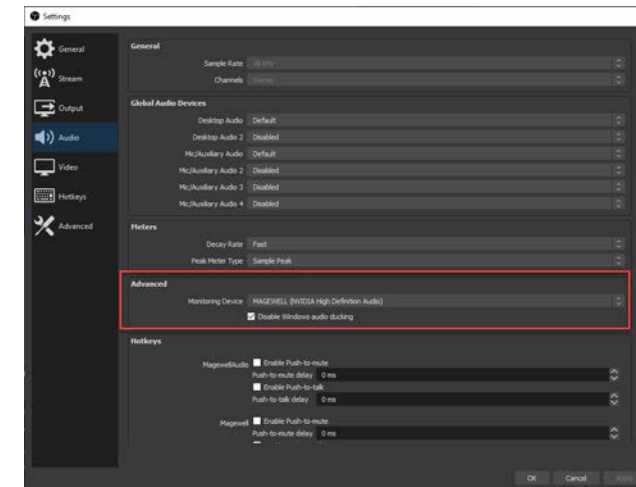 Settings
General
Stream
Output
Audio
Video
Hotkeys
Advanced
General
Sample Rate 48 kHz
Channels Stereo
Global Audio Devices
Desktop Audio Default
Desktop Audio 2 Disabled
Mic/Auxiliary Audio Default
Mic/Auxiliary Audio 2 Disabled
Mic/Auxiliary Audio 3 Disabled
Mic/Auxiliary Audio 4 Disabled
Meters
Decay Rate Fast
Peak Meter Type Sample Peak
Advanced
Monitoring Device MAGEWELL (NVIDIA High Definition Audio)
Disable Windows audio ducking
Hotkeys
MagewellAudio Enable Push-to-mute
Push-to-mute delay 0 ms
Enable Push-to-talk
Push-to-talk delay 0 ms
Magewell Enable Push-to-mute
Push-to-mute delay 0 ms
OK Cancel Apply